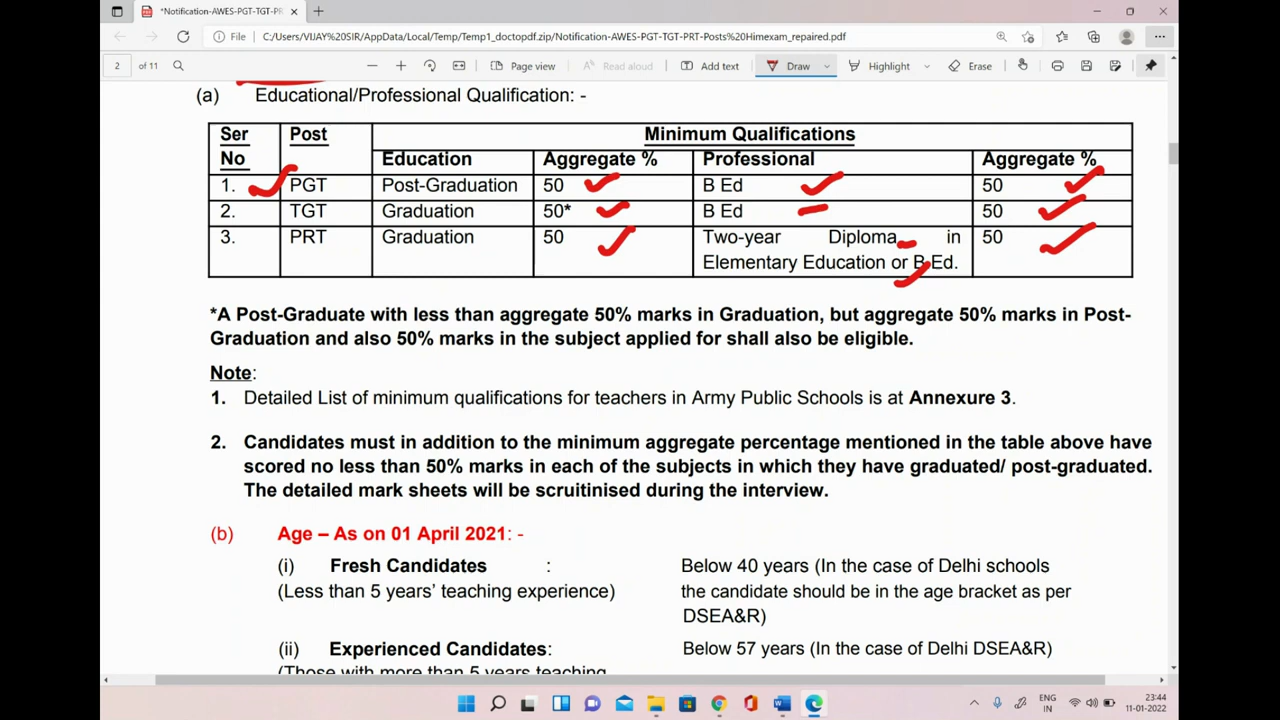 *Notification-AWES-PGT-TGT-PR
File
C:/Users/VIJAY%20SIR/AppData/Local/Temp/Temp1_doctopdf.zip/Notification-AWES-PGT-TGT-PRT-Posts%20Himexam_repaired.pdf
2 of 11
Page view
Read aloud
Add text
Draw
Highlight
Erase
(a) Educational/Professional Qualification: -
Ser No Post Minimum Qualifications
Education Aggregate % Professional Aggregate %
1. PGT Post-Graduation 50 B Ed 50
2. TGT Graduation 50* B Ed 50
3. PRT Graduation 50 Two-year Diploma in 50
Elementary Education or B Ed.
*A Post-Graduate with less than aggregate 50% marks in Graduation, but aggregate 50% marks in Post-
Graduation and also 50% marks in the subject applied for shall also be eligible.
Note:
1. Detailed List of minimum qualifications for teachers in Army Public Schools is at Annexure 3.
2. Candidates must in addition to the minimum aggregate percentage mentioned in the table above have
scored no less than 50% marks in each of the subjects in which they have graduated/ post-graduated.
The detailed mark sheets will be scrutinised during the interview.
(b) Age – As on 01 April 2021: -
(i) Fresh Candidates : Below 40 years (In the case of Delhi schools
(Less than 5 years’ teaching experience) the candidate should be in the age bracket as per
DSEA&R)
(ii) Experienced Candidates: Below 57 years (In the case of Delhi DSEA&R)
(Those with more than 5 years teaching
ENG
IN
23:44
11-01-2022